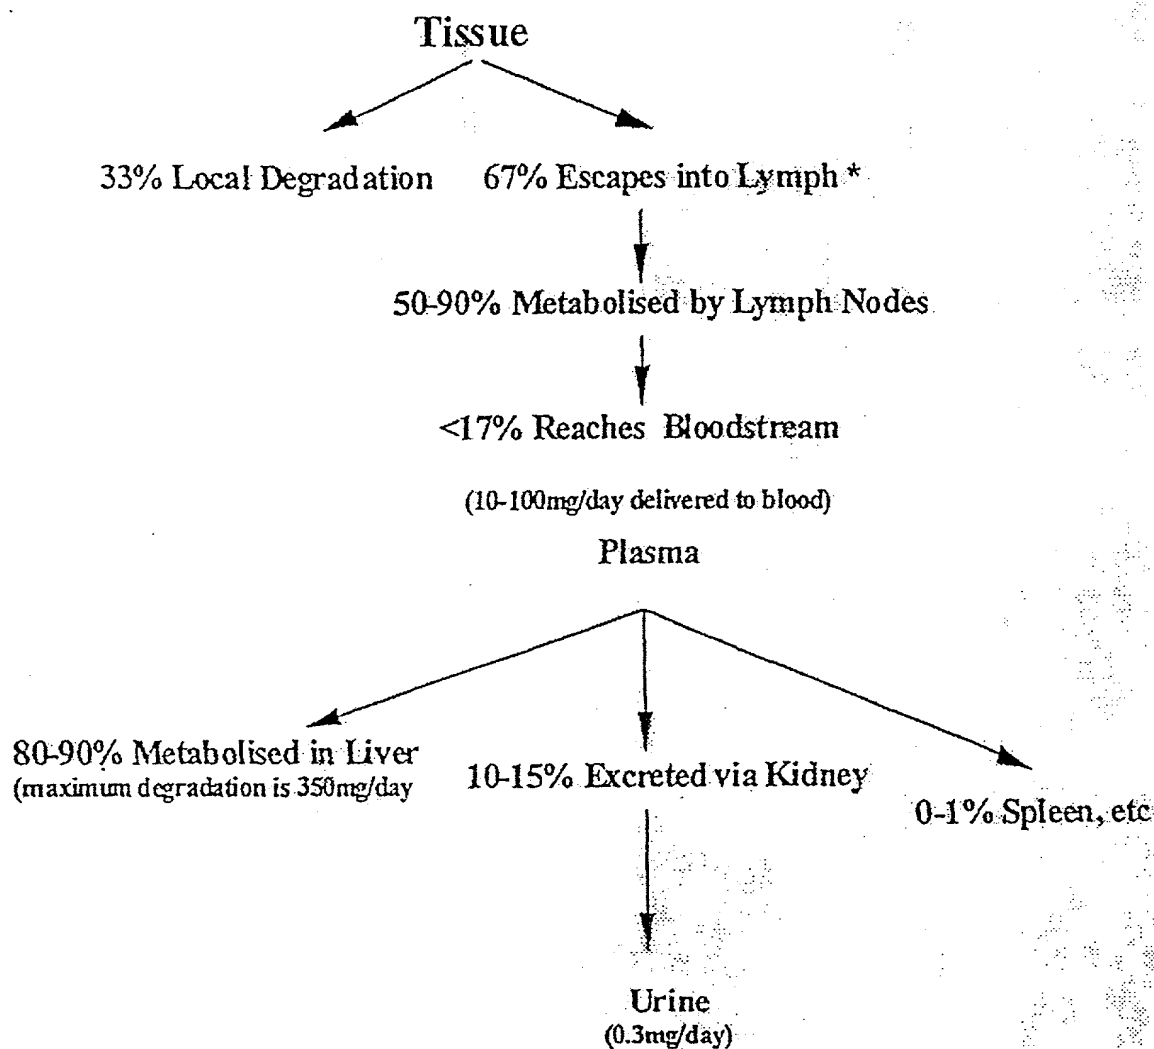 Tissue
33% Local Degradation 67% Escapes into Lymph *
50-90% Metabolised by Lymph Nodes
<17% Reaches Bloodstream
(10-100mg/day delivered to blood)
Plasma
80-90% Metabolised in Liver
(maximum degradation is 350mg/day
10-15% Excreted via Kidney
0-1% Spleen, etc
Urine
(0.3mg/day)